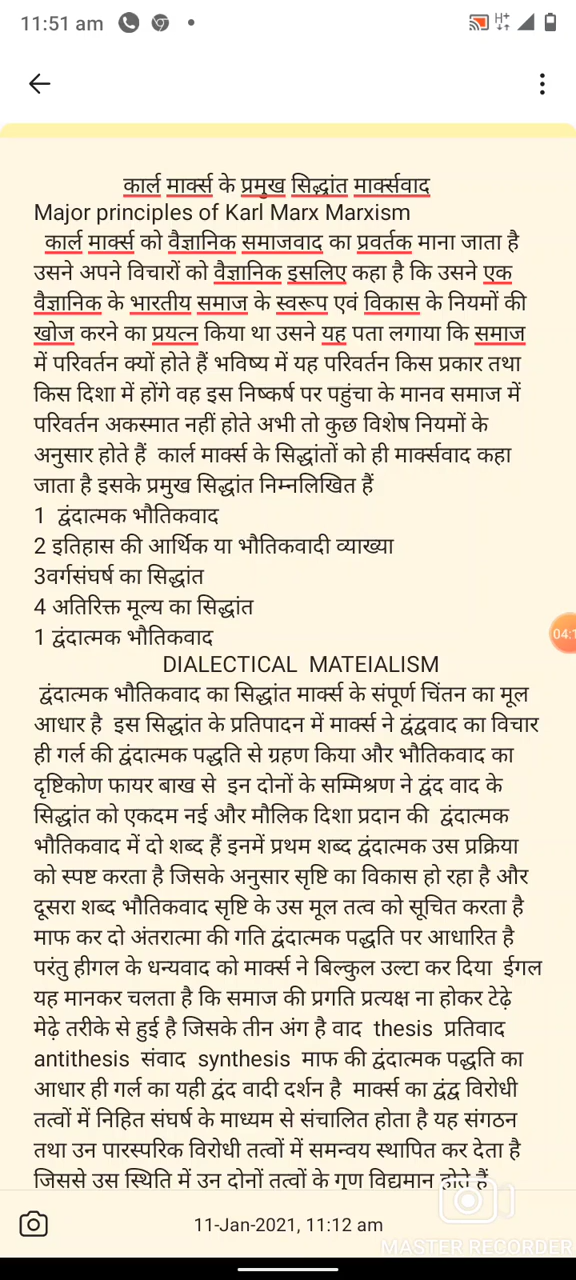 11:51 am
H+
कार्ल मार्क्स के प्रमुख सिद्धांत मार्क्सवाद
Major principles of Karl Marx Marxism
कार्ल मार्क्स को वैज्ञानिक समाजवाद का प्रवर्तक माना जाता है
उसने अपने विचारों को वैज्ञानिक इसलिए कहा है कि उसने एक
वैज्ञानिक के भारतीय समाज के स्वरूप एवं विकास के नियमों की
खोज करने का प्रयत्न किया था उसने यह पता लगाया कि समाज
में परिवर्तन क्यों होते हैं भविष्य में यह परिवर्तन किस प्रकार तथा
किस दिशा में होंगे वह इस निष्कर्ष पर पहुंचा के मानव समाज में
परिवर्तन अकस्मात नहीं होते अभी तो कुछ विशेष नियमों के
अनुसार होते हैं कार्ल मार्क्स के सिद्धांतों को ही मार्क्सवाद कहा
जाता है इसके प्रमुख सिद्धांत निम्नलिखित हैं
1 द्वंदात्मक भौतिकवाद
2 इतिहास की आर्थिक या भौतिकवादी व्याख्या
3वर्गसंघर्ष का सिद्धांत
4 अतिरिक्त मूल्य का सिद्धांत
1 द्वंदात्मक भौतिकवाद
DIALECTICAL MATEIALISM
द्वंदात्मक भौतिकवाद का सिद्धांत मार्क्स के संपूर्ण चिंतन का मूल
आधार है इस सिद्धांत के प्रतिपादन में मार्क्स ने द्वंद्ववाद का विचार
ही गर्ल की द्वंदात्मक पद्धति से ग्रहण किया और भौतिकवाद का
दृष्टिकोण फायर बाख से इन दोनों के सम्मिश्रण ने द्वंद वाद के
सिद्धांत को एकदम नई और मौलिक दिशा प्रदान की द्वंदात्मक
भौतिकवाद में दो शब्द हैं इनमें प्रथम शब्द द्वंदात्मक उस प्रक्रिया
को स्पष्ट करता है जिसके अनुसार सृष्टि का विकास हो रहा है और
दूसरा शब्द भौतिकवाद सृष्टि के उस मूल तत्व को सूचित करता है
माफ कर दो अंतरात्मा की गति द्वंदात्मक पद्धति पर आधारित है
परंतु हीगल के धन्यवाद को मार्क्स ने बिल्कुल उल्टा कर दिया ईगल
यह मानकर चलता है कि समाज की प्रगति प्रत्यक्ष ना होकर टेढ़े
मेढ़े तरीके से हुई है जिसके तीन अंग है वाद thesis प्रतिवाद
antithesis संवाद synthesis माफ की द्वंदात्मक पद्धति का
आधार ही गर्ल का यही द्वंद वादी दर्शन है मार्क्स का द्वंद्व विरोधी
तत्वों में निहित संघर्ष के माध्यम से संचालित होता है यह संगठन
तथा उन पारस्परिक विरोधी तत्वों में समन्वय स्थापित कर देता है
जिससे उस स्थिति में उन दोनों तत्वों के गुण विद्यमान होते हैं
11-Jan-2021, 11:12 am
MASTER RECORDER